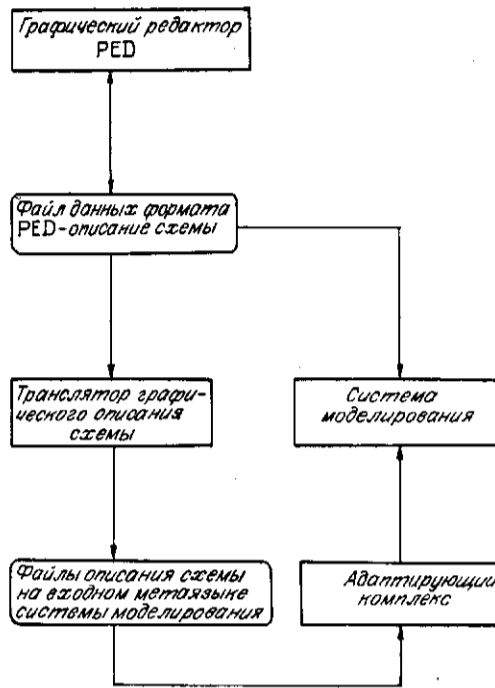 Графический редактор
PED
Файл данных формата
PED-описание схемы
Транслятор графи-
ческого описания
схемы
Система
моделирования
Файлы описания схемы
на входном метаязыке
системы моделирования
Адаптирующий
комплекс